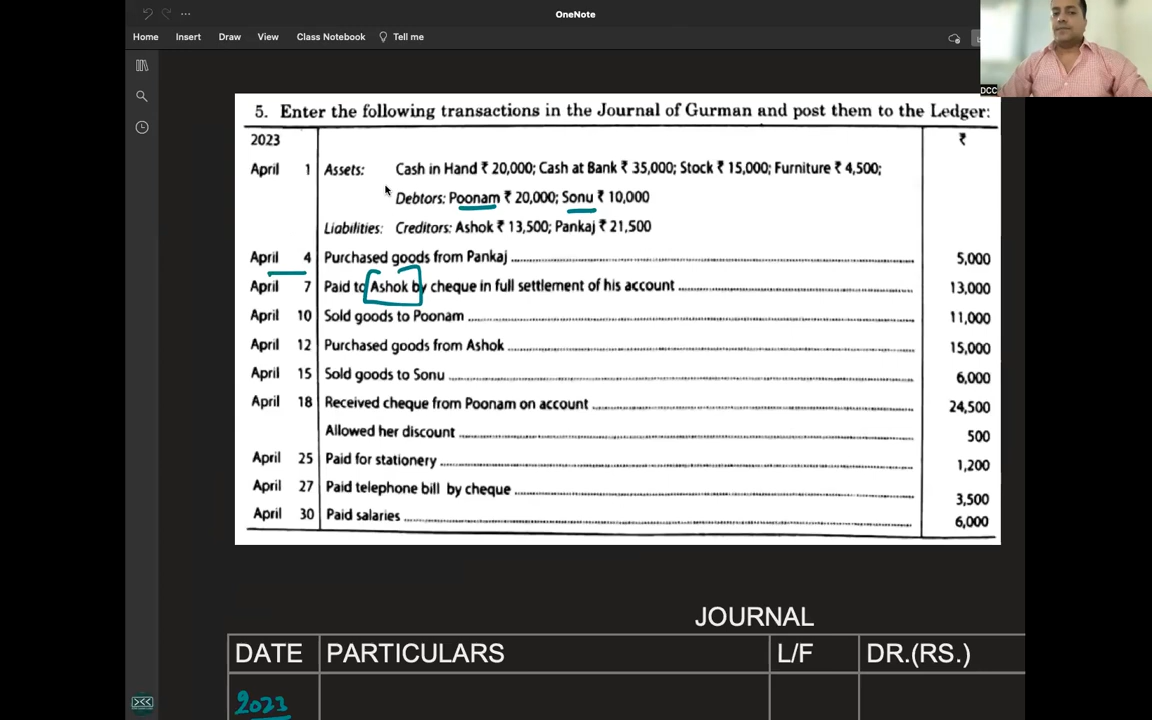 OneNote
Home Insert Draw View Class Notebook Tell me
DCC
5. Enter the following transactions in the Journal of Gurman and post them to the Ledger:
2023 ₹
April 1 Assets: Cash in Hand ₹ 20,000; Cash at Bank ₹ 35,000; Stock ₹ 15,000; Furniture ₹ 4,500;
Debtors: Poonam ₹ 20,000; Sonu ₹ 10,000
Liabilities: Creditors: Ashok ₹ 13,500; Pankaj ₹ 21,500
April 4 Purchased goods from Pankaj 5,000
April 7 Paid to Ashok by cheque in full settlement of his account 13,000
April 10 Sold goods to Poonam 11,000
April 12 Purchased goods from Ashok 15,000
April 15 Sold goods to Sonu 6,000
April 18 Received cheque from Poonam on account 24,500
Allowed her discount 500
April 25 Paid for stationery 1,200
April 27 Paid telephone bill by cheque 3,500
April 30 Paid salaries 6,000
JOURNAL
DATE PARTICULARS L/F DR.(RS.)
2023